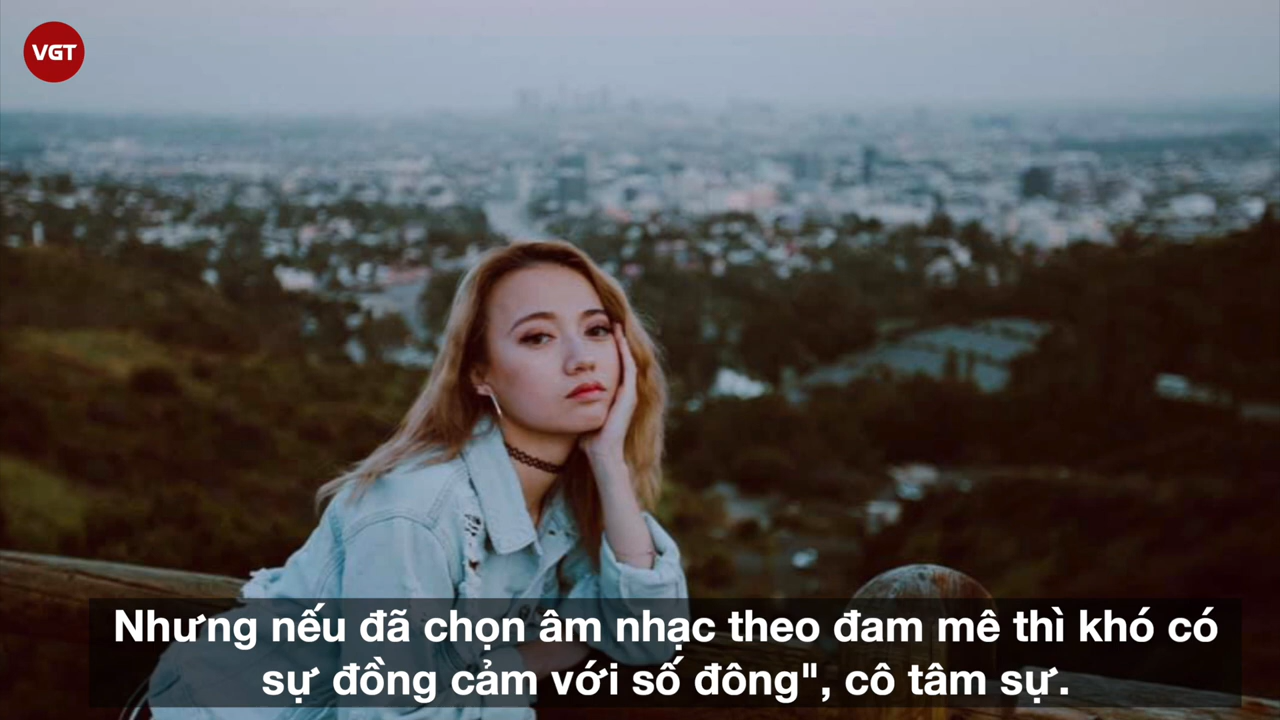 VGT
Nhưng nếu đã chọn âm nhạc theo đam mê thì khó có
sự đồng cảm với số đông", cô tâm sự.